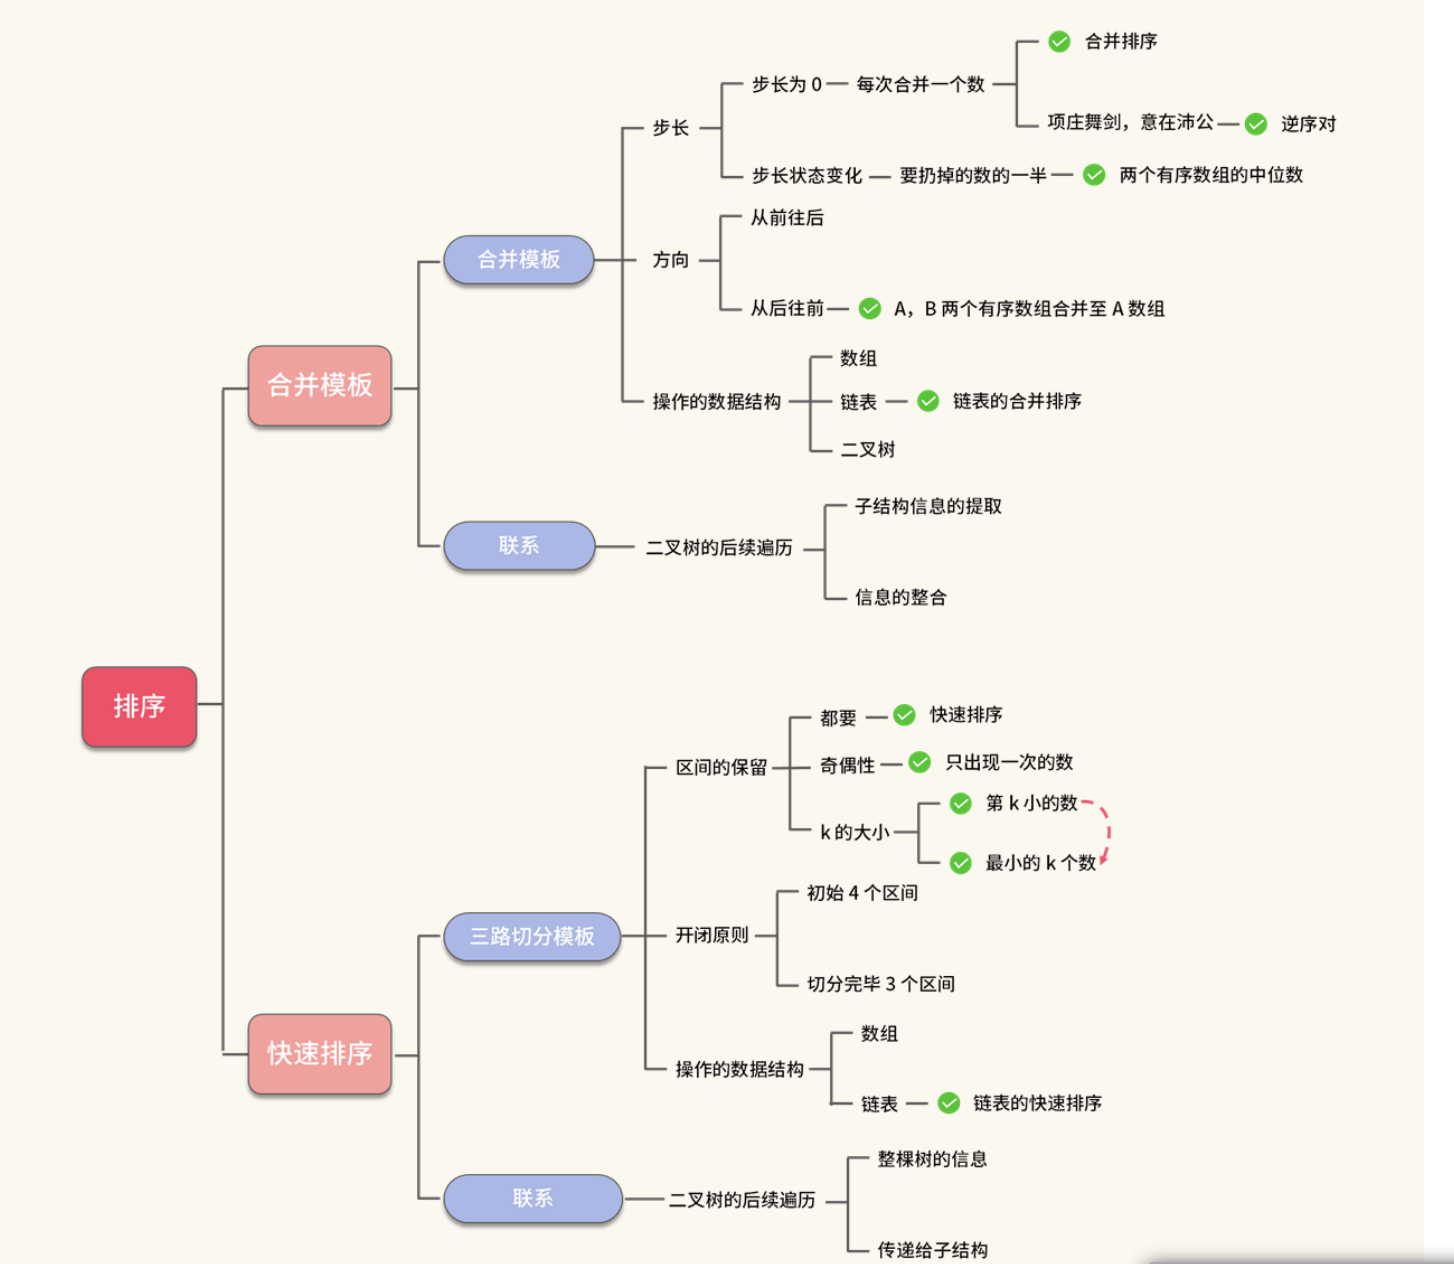 排序
合并模板
合并模板
步长
步长为 0
每次合并一个数
合并排序
项庄舞剑，意在沛公
逆序对
步长状态变化
要扔掉的数的一半
两个有序数组的中位数
方向
从前往后
从后往前
A，B 两个有序数组合并至 A 数组
操作的数据结构
数组
链表
链表的合并排序
二叉树
联系
二叉树的后续遍历
子结构信息的提取
信息的整合
快速排序
三路切分模板
区间的保留
都要
快速排序
奇偶性
只出现一次的数
k 的大小
第 k 小的数
最小的 k 个数
开闭原则
初始 4 个区间
切分完毕 3 个区间
操作的数据结构
数组
链表
链表的快速排序
联系
二叉树的后续遍历
整棵树的信息
传递给子结构